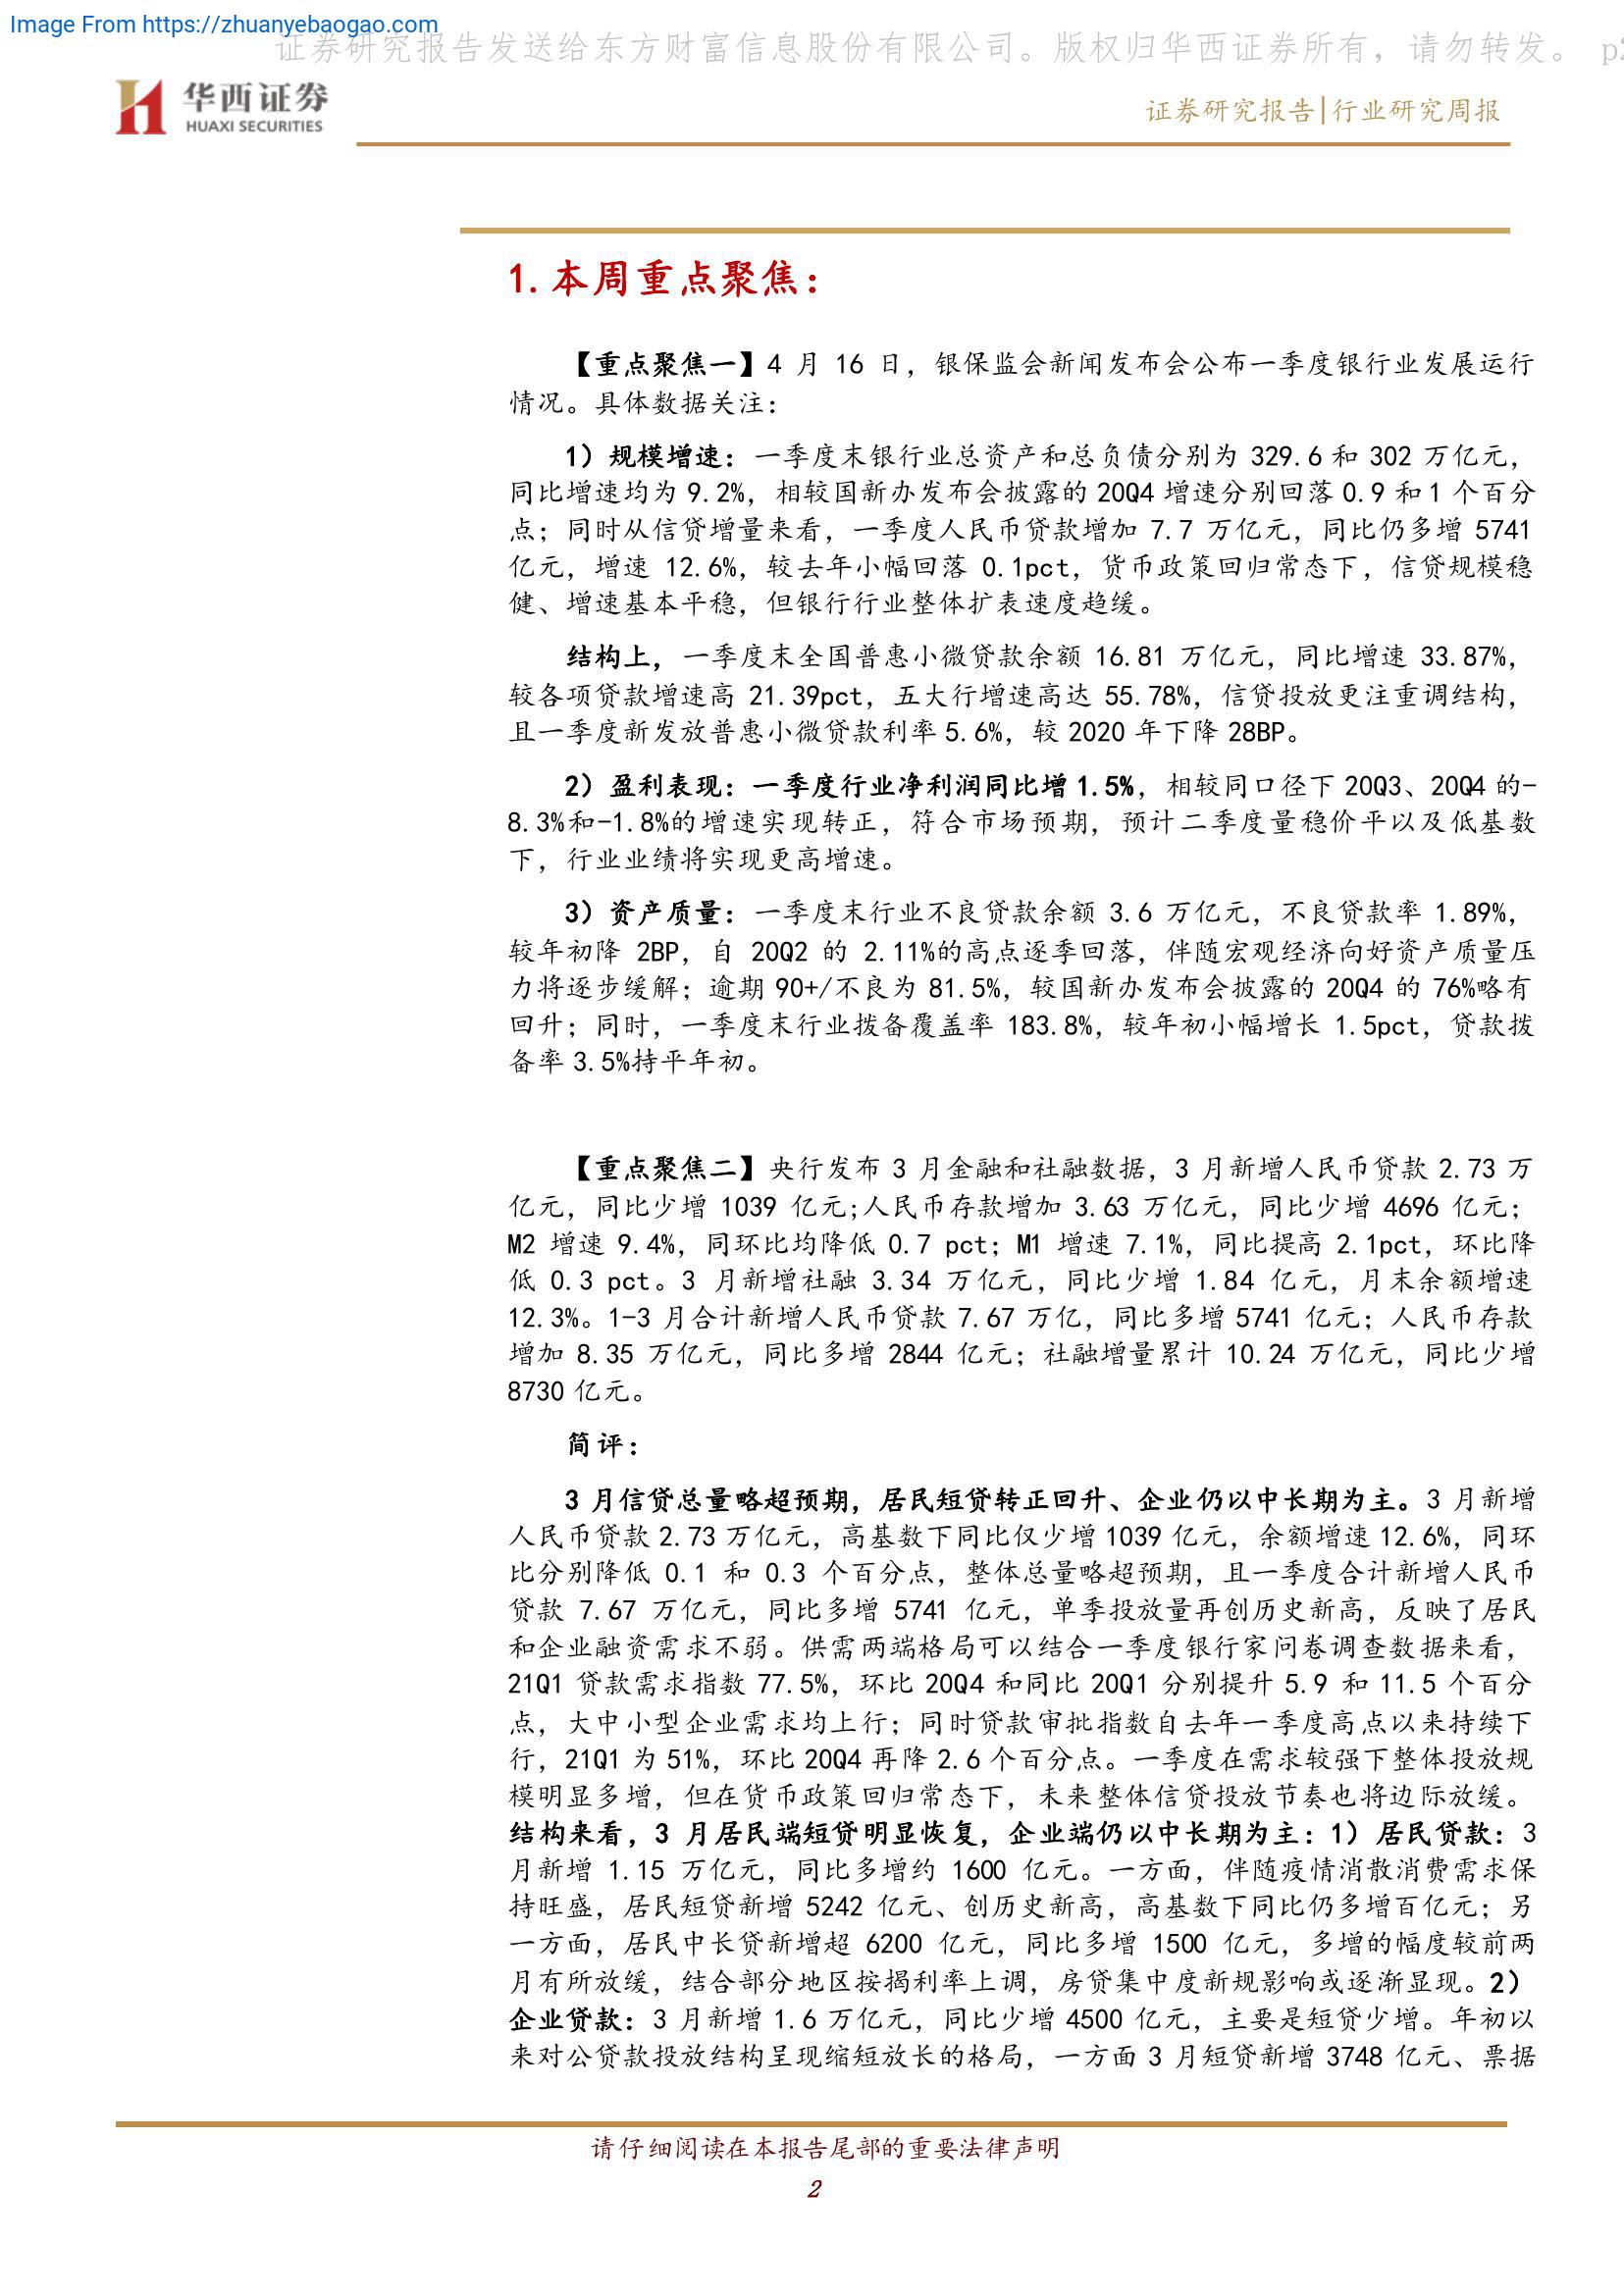 Image From https://zhuanyebaogao.com
证券研究报告发送给东方财富信息股份有限公司。版权归华西证券所有，请勿转发。 p2
华西证券
HUAXI SECURITIES
证券研究报告|行业研究周报
1.本周重点聚焦：
【重点聚焦一】4 月 16 日，银保监会新闻发布会公布一季度银行业发展运行
情况。具体数据关注：
1）规模增速：一季度末银行业总资产和总负债分别为 329.6 和 302 万亿元，
同比增速均为 9.2%，相较国新办发布会披露的 20Q4 增速分别回落 0.9 和 1 个百分
点；同时从信贷增量来看，一季度人民币贷款增加 7.7 万亿元，同比仍多增 5741
亿元，增速 12.6%，较去年小幅回落 0.1pct，货币政策回归常态下，信贷规模稳
健、增速基本平稳，但银行行业整体扩表速度趋缓。
结构上，一季度末全国普惠小微贷款余额 16.81 万亿元，同比增速 33.87%，
较各项贷款增速高 21.39pct，五大行增速高达 55.78%，信贷投放更注重调结构，
且一季度新发放普惠小微贷款利率 5.6%，较 2020 年下降 28BP。
2）盈利表现：一季度行业净利润同比增 1.5%，相较同口径下 20Q3、20Q4 的-
8.3%和-1.8%的增速实现转正，符合市场预期，预计二季度量稳价平以及低基数
下，行业业绩将实现更高增速。
3）资产质量：一季度末行业不良贷款余额 3.6 万亿元，不良贷款率 1.89%，
较年初降 2BP，自 20Q2 的 2.11%的高点逐季回落，伴随宏观经济向好资产质量压
力将逐步缓解；逾期 90+/不良为 81.5%，较国新办发布会披露的 20Q4 的 76%略有
回升；同时，一季度末行业拨备覆盖率 183.8%，较年初小幅增长 1.5pct，贷款拨
备率 3.5%持平年初。
【重点聚焦二】央行发布 3 月金融和社融数据，3 月新增人民币贷款 2.73 万
亿元，同比少增 1039 亿元;人民币存款增加 3.63 万亿元，同比少增 4696 亿元；
M2 增速 9.4%，同环比均降低 0.7 pct；M1 增速 7.1%，同比提高 2.1pct，环比降
低 0.3 pct。3 月新增社融 3.34 万亿元，同比少增 1.84 亿元，月末余额增速
12.3%。1-3 月合计新增人民币贷款 7.67 万亿，同比多增 5741 亿元；人民币存款
增加 8.35 万亿元，同比多增 2844 亿元；社融增量累计 10.24 万亿元，同比少增
8730 亿元。
简评：
3 月信贷总量略超预期，居民短贷转正回升、企业仍以中长期为主。3 月新增
人民币贷款 2.73 万亿元，高基数下同比仅少增 1039 亿元，余额增速 12.6%，同环
比分别降低 0.1 和 0.3 个百分点，整体总量略超预期，且一季度合计新增人民币
贷款 7.67 万亿元，同比多增 5741 亿元，单季投放量再创历史新高，反映了居民
和企业融资需求不弱。供需两端格局可以结合一季度银行家问卷调查数据来看，
21Q1 贷款需求指数 77.5%，环比 20Q4 和同比 20Q1 分别提升 5.9 和 11.5 个百分
点，大中小型企业需求均上行；同时贷款审批指数自去年一季度高点以来持续下
行，21Q1 为 51%，环比 20Q4 再降 2.6 个百分点。一季度在需求较强下整体投放规
模明显多增，但在货币政策回归常态下，未来整体信贷投放节奏也将边际放缓。
结构来看，3 月居民端短贷明显恢复，企业端仍以中长期为主：1）居民贷款：3
月新增 1.15 万亿元，同比多增约 1600 亿元。一方面，伴随疫情消散消费需求保
持旺盛，居民短贷新增 5242 亿元、创历史新高，高基数下同比仍多增百亿元；另
一方面，居民中长贷新增超 6200 亿元，同比多增 1500 亿元，多增的幅度较前两
月有所放缓，结合部分地区按揭利率上调，房贷集中度新规影响或逐渐显现。2）
企业贷款：3 月新增 1.6 万亿元，同比少增 4500 亿元，主要是短贷少增。年初以
来对公贷款投放结构呈现缩短放长的格局，一方面 3 月短贷新增 3748 亿元、票据
请仔细阅读在本报告尾部的重要法律声明
2